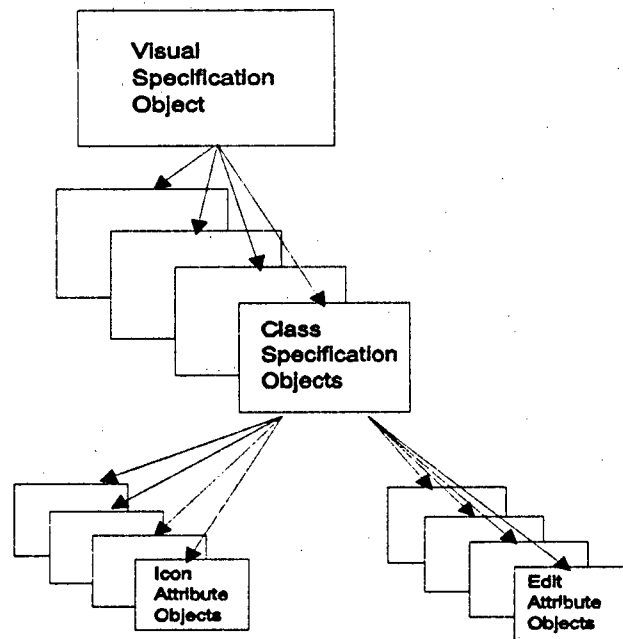 Visual
Specification
Object
Class
Specification
Objects
Icon
Attribute
Objects
Edit
Attribute
Objects